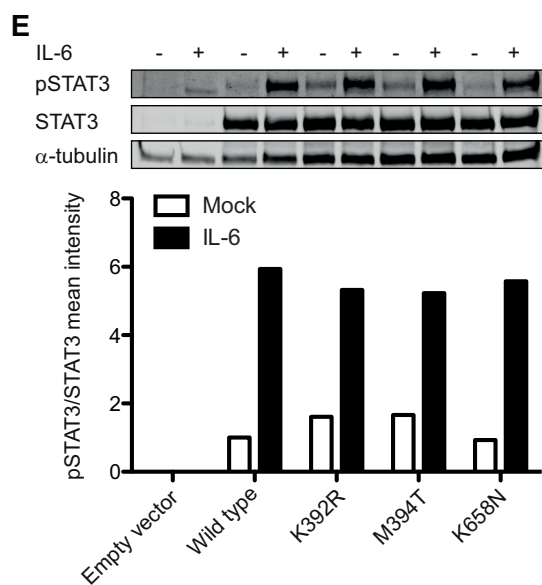 E
IL-6 - + - + - + - + - +
pSTAT3
STAT3
α-tubulin
8
6
4
2
0
pSTAT3/STAT3 mean intensity
Mock
IL-6
Empty vector
Wild type
K392R
M394T
K658N